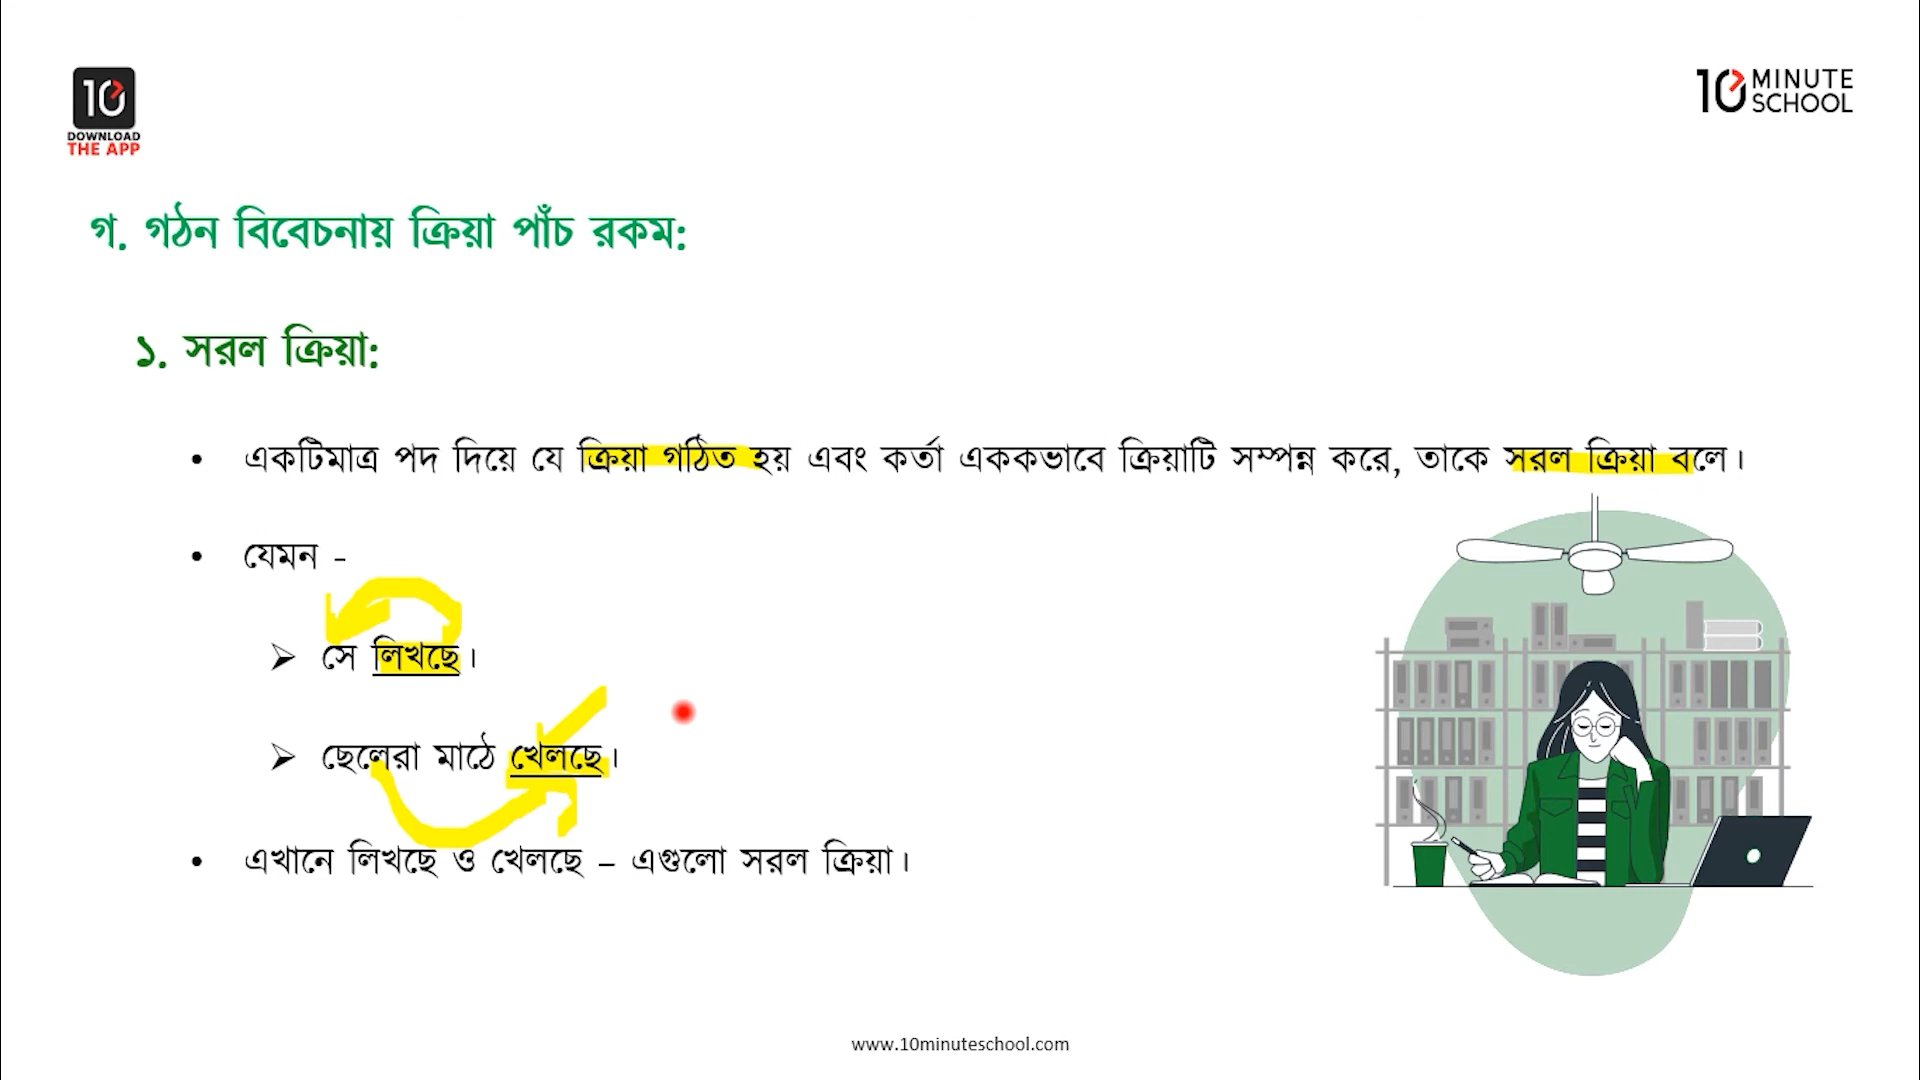 10
DOWNLOAD
THE APP
10 MINUTE
SCHOOL
গ. গঠন বিবেচনায় ক্রিয়া পাঁচ রকম:
১. সরল ক্রিয়া:
• একটিমাত্র পদ দিয়ে যে ক্রিয়া গঠিত হয় এবং কর্তা এককভাবে ক্রিয়াটি সম্পন্ন করে, তাকে সরল ক্রিয়া বলে।
• যেমন -
➢ সে লিখছে।
➢ ছেলেরা মাঠে খেলছে।
• এখানে লিখছে ও খেলছে – এগুলো সরল ক্রিয়া।
www.10minuteschool.com